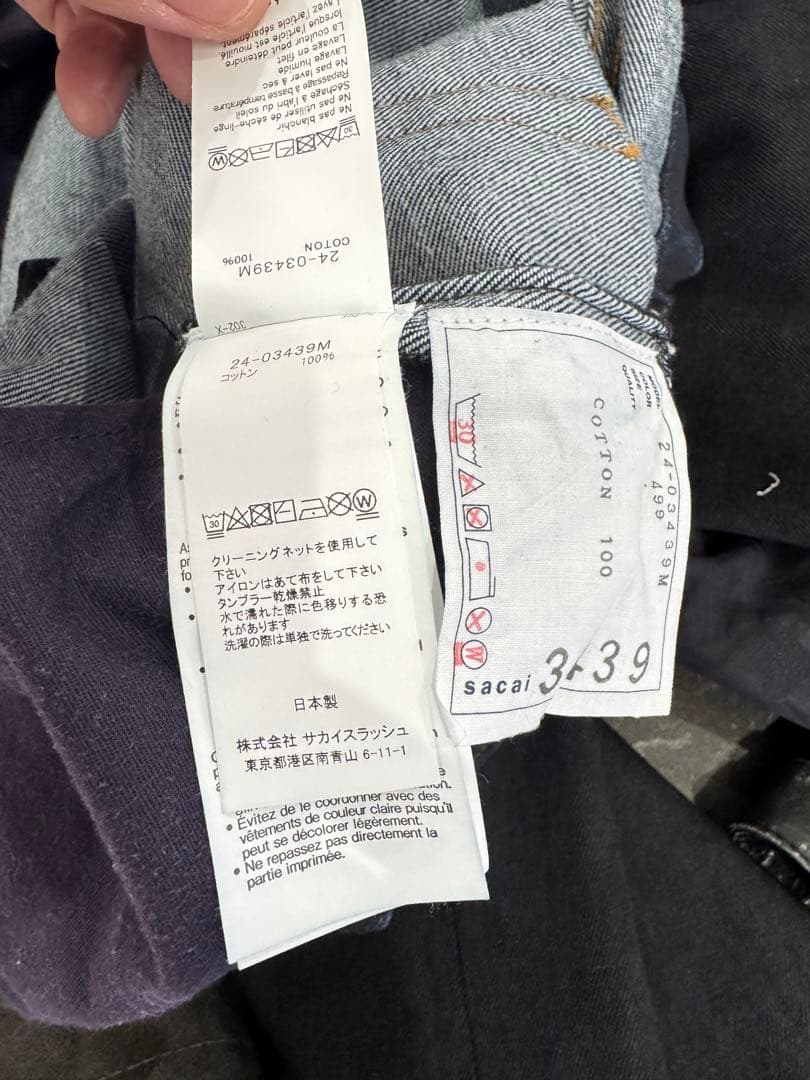 Lavez l'article séparément
lorsque l'article est mouillé
La couleur peut déteindre
Lavage en filet
Ne pas humide
Repassage laver à sec
Séchage à basse température
à l'abri du soleil
Ne pas utiliser de sèche-linge
Ne pas blanchir
30
W
COTON 100%
24-03439M
302-X
24-03439M
コットン 100%
30
W
クリーニングネットを使用して
下さい
アイロンはあて布をして下さい
タンブラー乾燥禁止
水で濡れた際に色移りする恐
れがあります
洗濯の際は単独で洗ってください
日本製
株式会社 サカイスラッシュ
東京都港区南青山 6-11-1
• Évitez de le coordonner avec des
vêtements de couleur claire puisqu'il
peut se décolorer légèrement.
• Ne repassez pas directement la
partie imprimée.
MODEL 24-03439M
COLOR 499
SIZE
QUALITY
COTTON 100
30
W
sacai